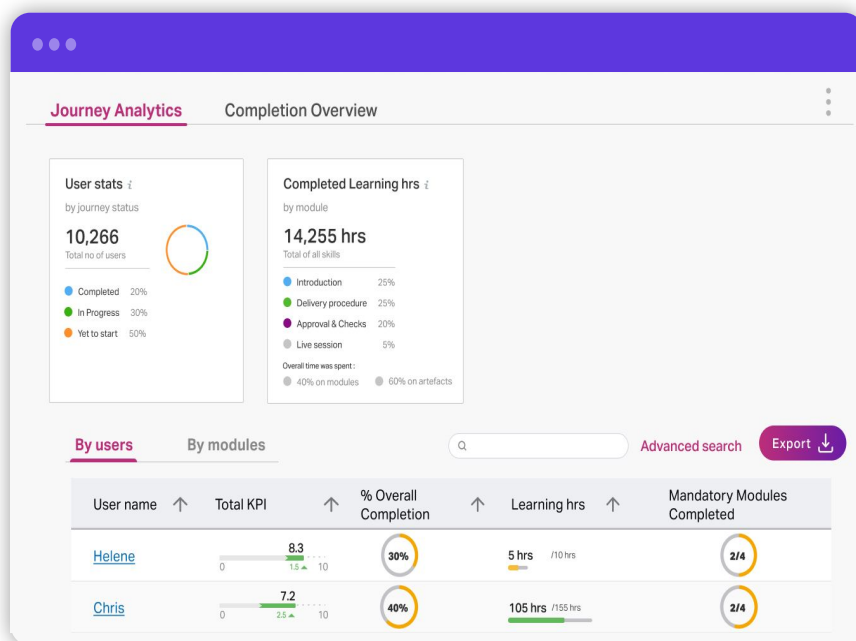 Journey Analytics Completion Overview
User stats i
by journey status
10,266
Total no of users
Completed 20%
In Progress 30%
Yet to start 50%
Completed Learning hrs i
by module
14,255 hrs
Total of all skills
Introduction 25%
Delivery procedure 25%
Approval & Checks 20%
Live session 5%
Overall time was spent :
40% on modules 60% on artefacts
By users By modules Advanced search Export
User name Total KPI % Overall Completion Learning hrs Mandatory Modules Completed
Helene 8.3 0 1.5 10 30% 5 hrs /10 hrs 2/4
Chris 7.2 0 2.5 10 40% 105 hrs /155 hrs 2/4